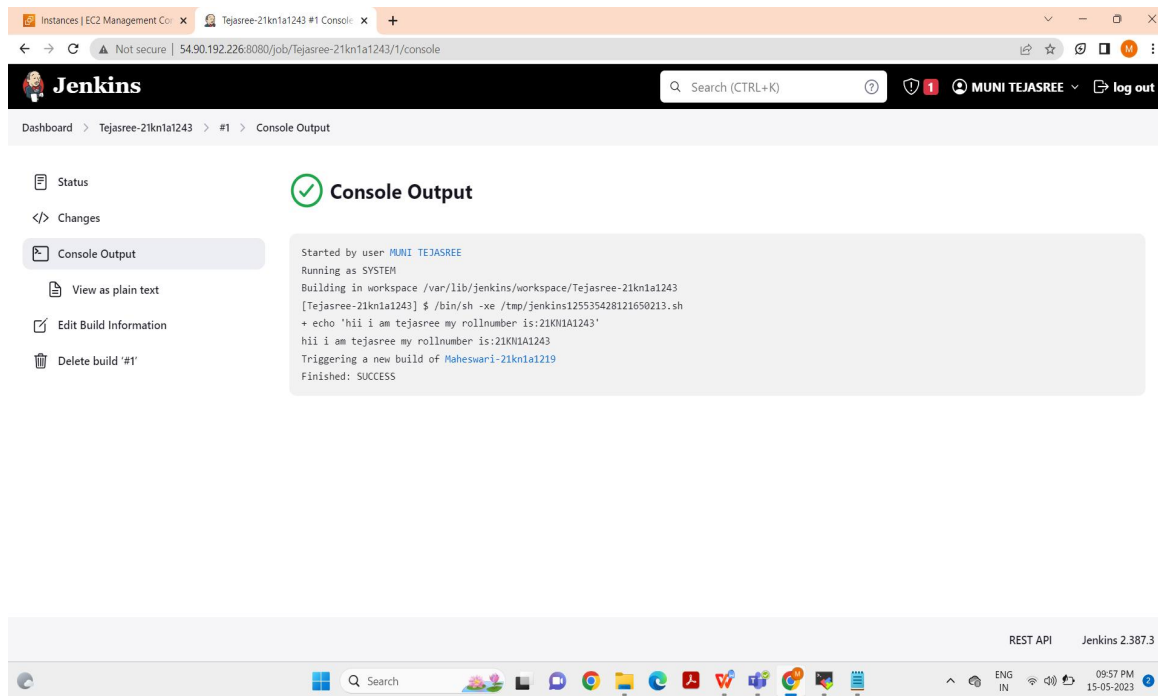 Instances | EC2 Management Con
Tejasree-21kn1a1243 #1 Console
Not secure | 54.90.192.226:8080/job/Tejasree-21kn1a1243/1/console
M
Jenkins
Search (CTRL+K)
1
MUNI TEJASREE
log out
Dashboard > Tejasree-21kn1a1243 > #1 > Console Output
Status
Changes
Console Output
View as plain text
Edit Build Information
Delete build '#1'
Console Output
Started by user MUNI TEJASREE
Running as SYSTEM
Building in workspace /var/lib/jenkins/workspace/Tejasree-21kn1a1243
[Tejasree-21kn1a1243] $ /bin/sh -xe /tmp/jenkins125535428121650213.sh
+ echo 'hii i am tejasree my rollnumber is:21KN1A1243'
hii i am tejasree my rollnumber is:21KN1A1243
Triggering a new build of Maheswari-21kn1a1219
Finished: SUCCESS
REST API
Jenkins 2.387.3
Search
ENG
IN
09:57 PM
15-05-2023
2